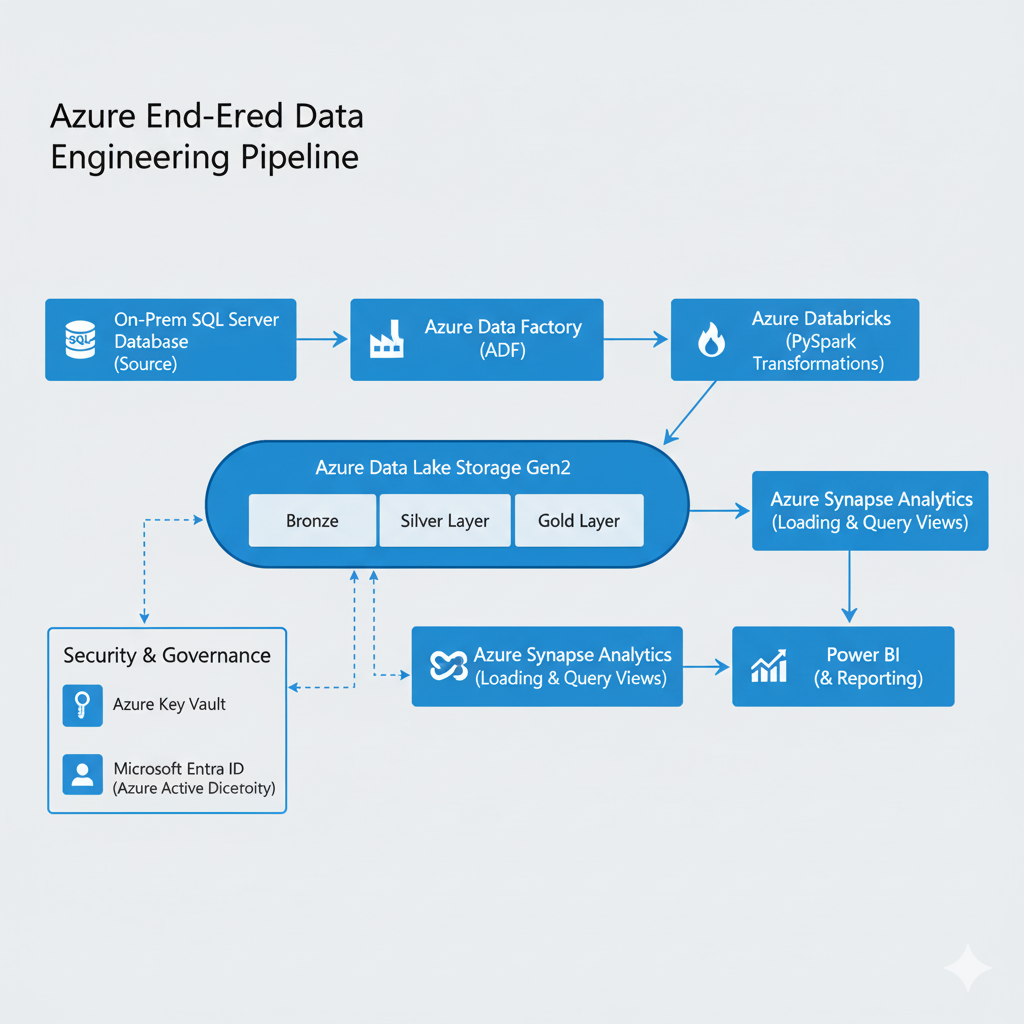 Azure End-Ered Data
Engineering Pipeline
SQL
On-Prem SQL Server
Database
(Source)
Azure Data Factory
(ADF)
Azure Databricks
(PySpark
Transformations)
Azure Data Lake Storage Gen2
Bronze
Silver Layer
Gold Layer
Azure Synapse Analytics
(Loading & Query Views)
Security & Governance
Azure Key Vault
Microsoft Entra ID
(Azure Active Dicetoity)
Azure Synapse Analytics
(Loading & Query Views)
Power BI
(& Reporting)